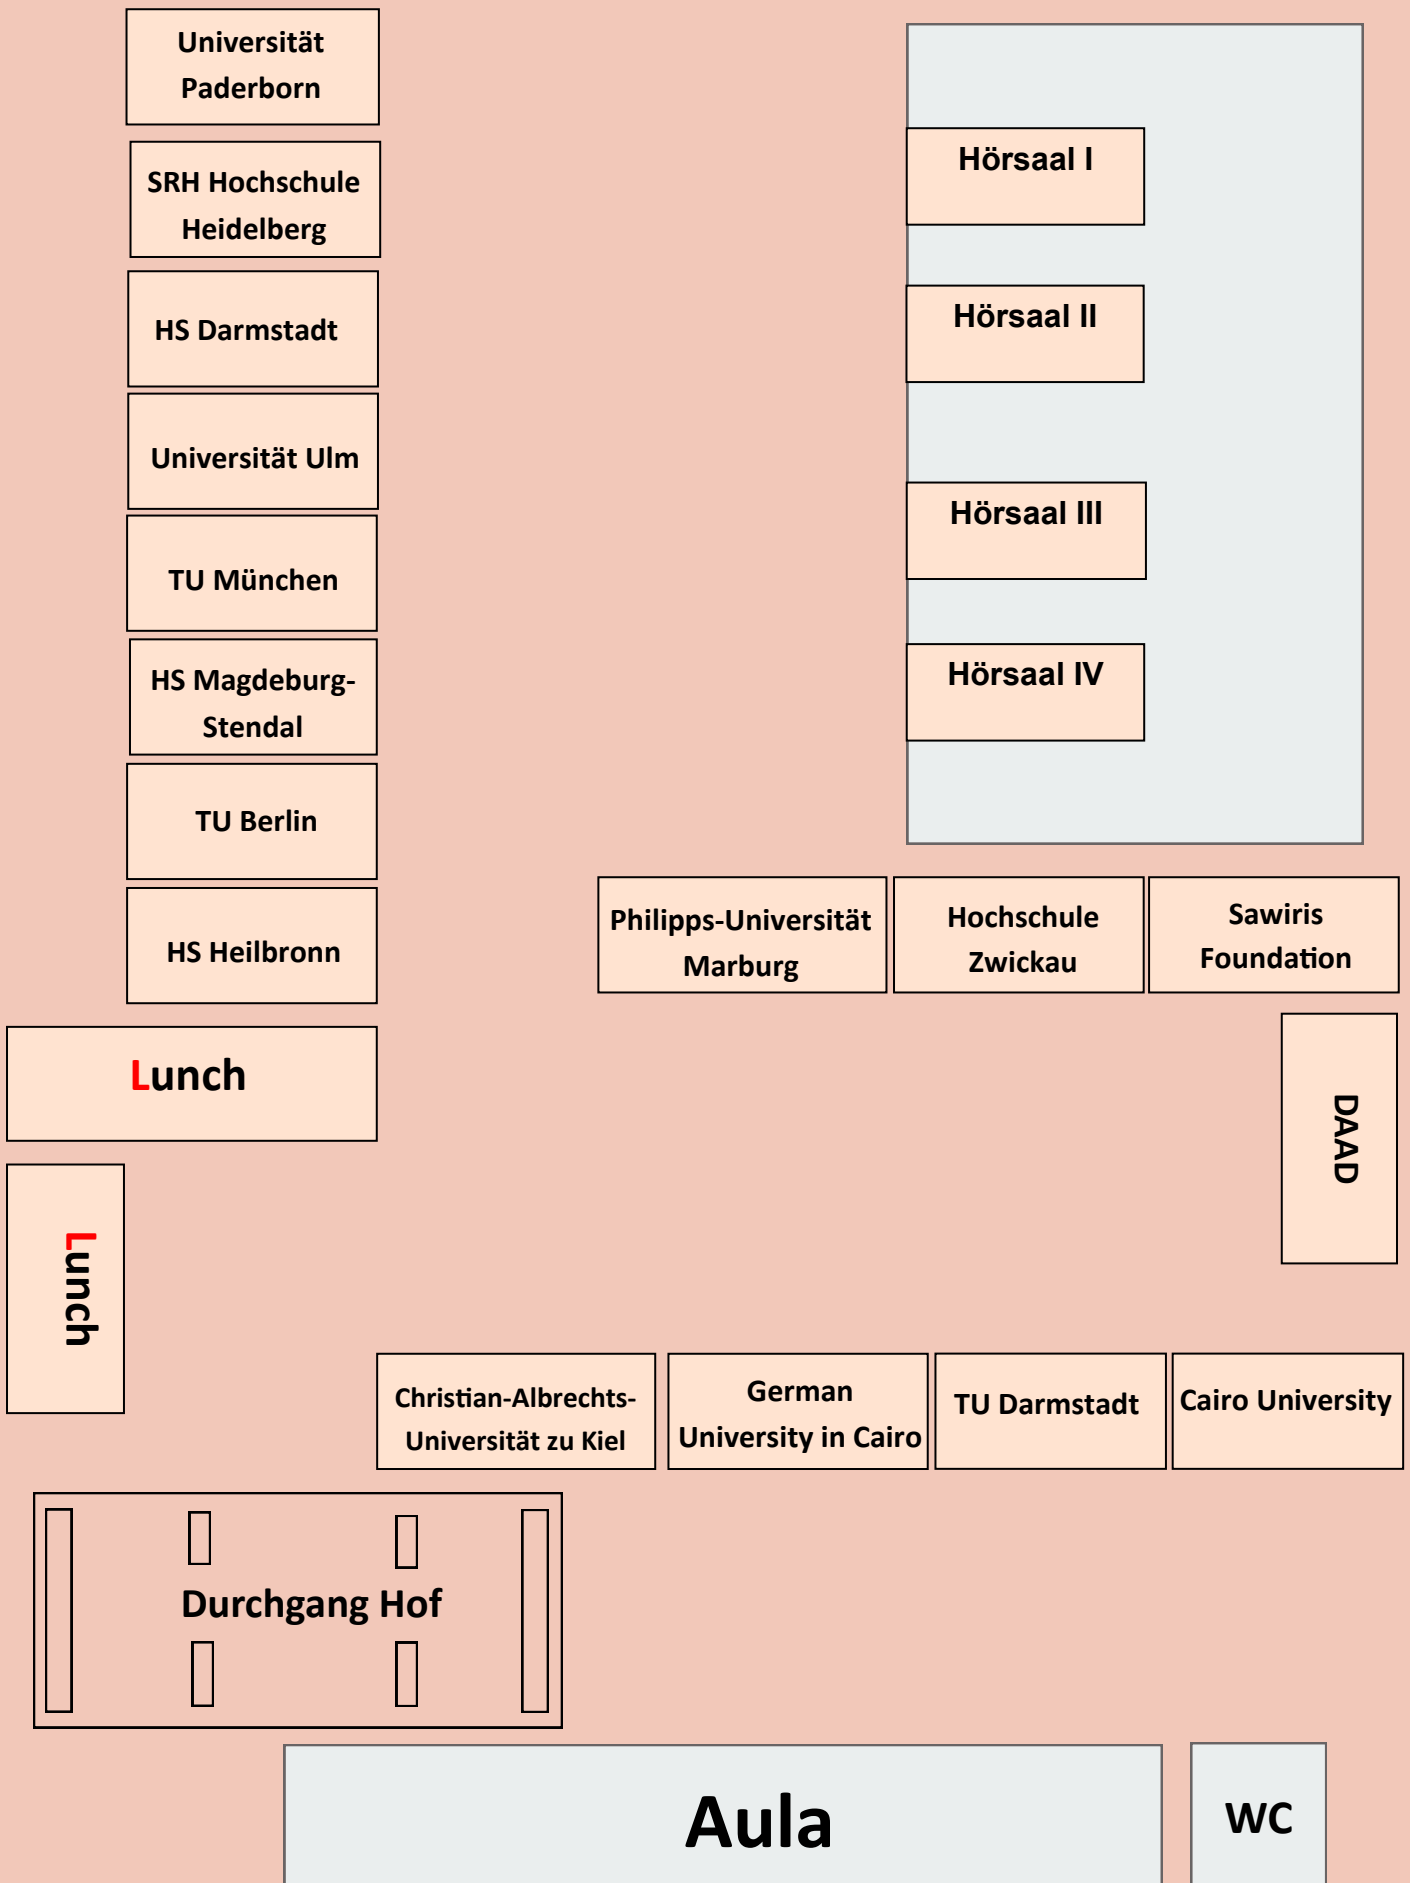 Universität
Paderborn
SRH Hochschule
Heidelberg
HS Darmstadt
Universität Ulm
TU München
HS Magdeburg-
Stendal
TU Berlin
HS Heilbronn
Lunch
Lunch
Hörsaal I
Hörsaal II
Hörsaal III
Hörsaal IV
Philipps-Universität
Marburg
Hochschule
Zwickau
Sawiris
Foundation
DAAD
Christian-Albrechts-
Universität zu Kiel
German
University in Cairo
TU Darmstadt
Cairo University
Durchgang Hof
Aula
WC